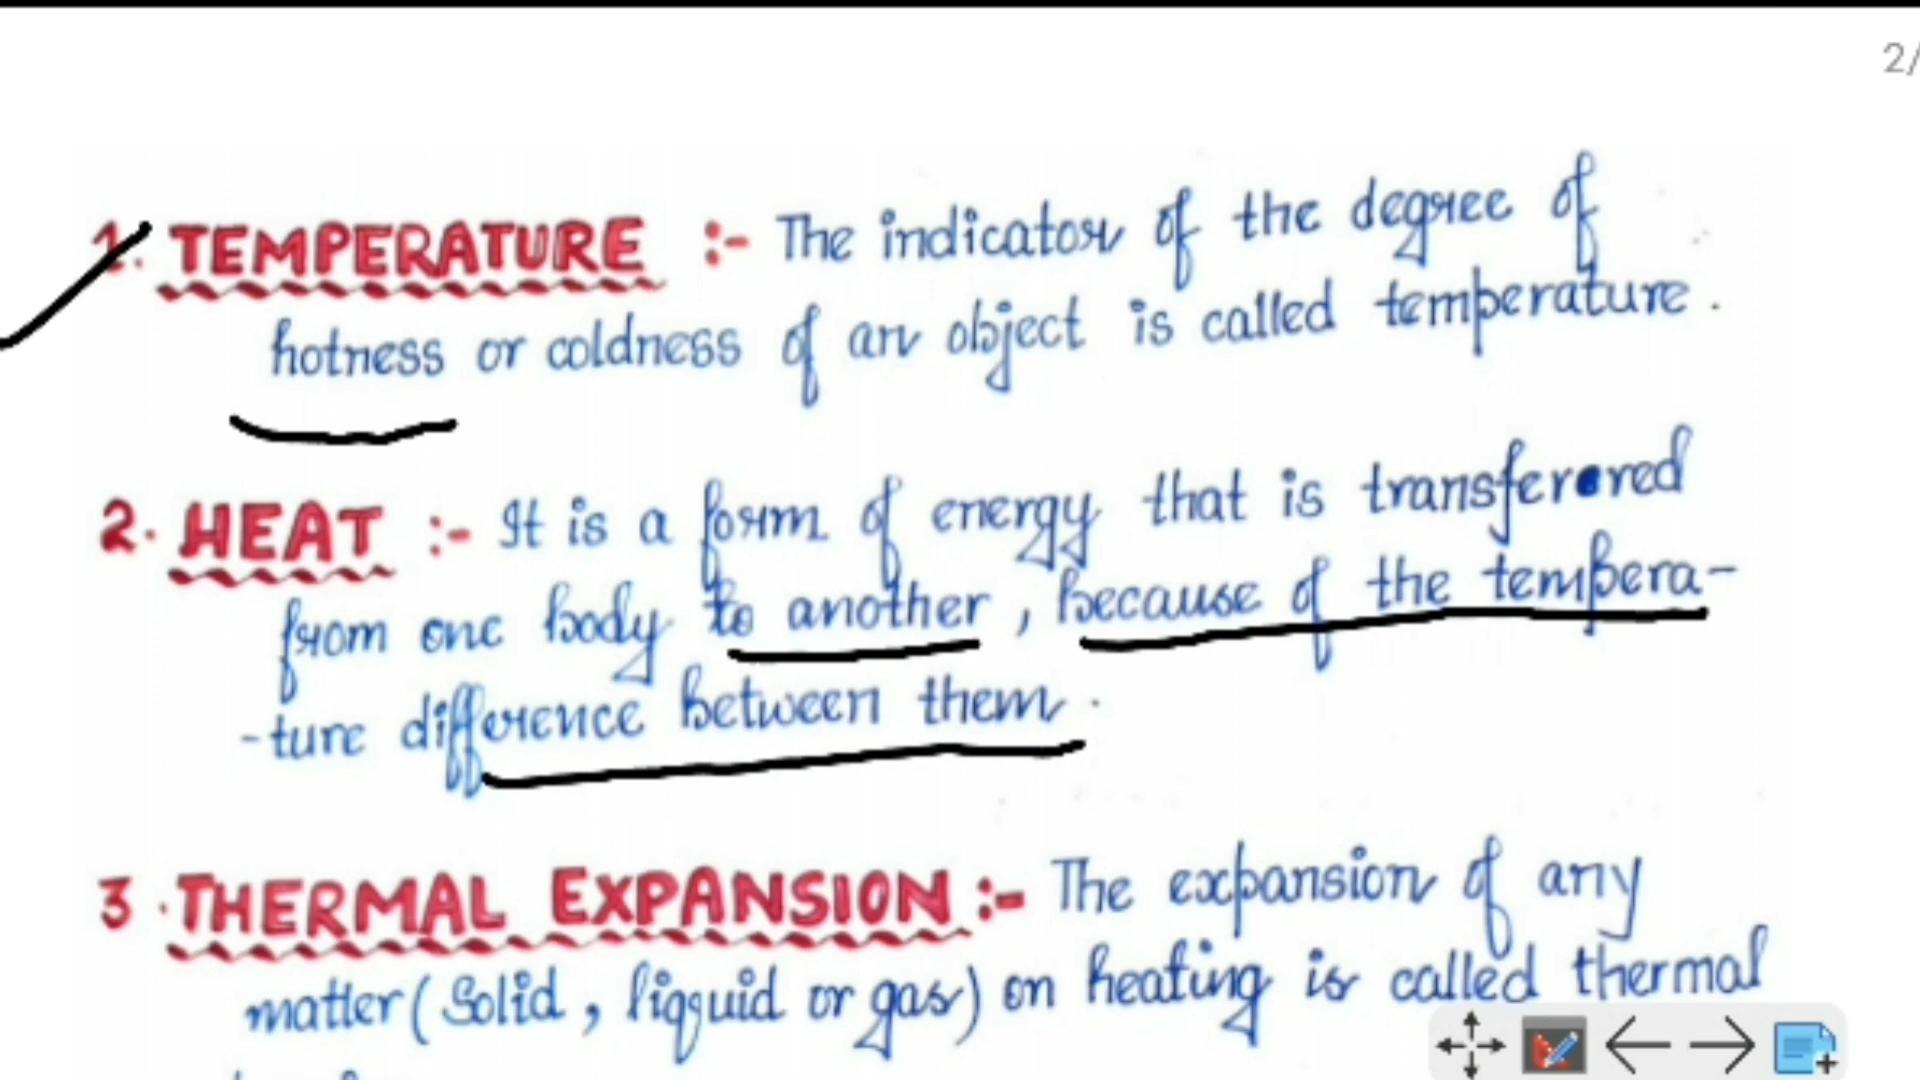 2/
1. TEMPERATURE :- The indicator of the degree of
hotness or coldness of an object is called temperature.
2. HEAT :- It is a form of energy that is transferred
from one body to another, because of the tempera-
-ture difference between them.
3. THERMAL EXPANSION :- The expansion of any
matter (Solid, liquid or gas) on heating is called thermal